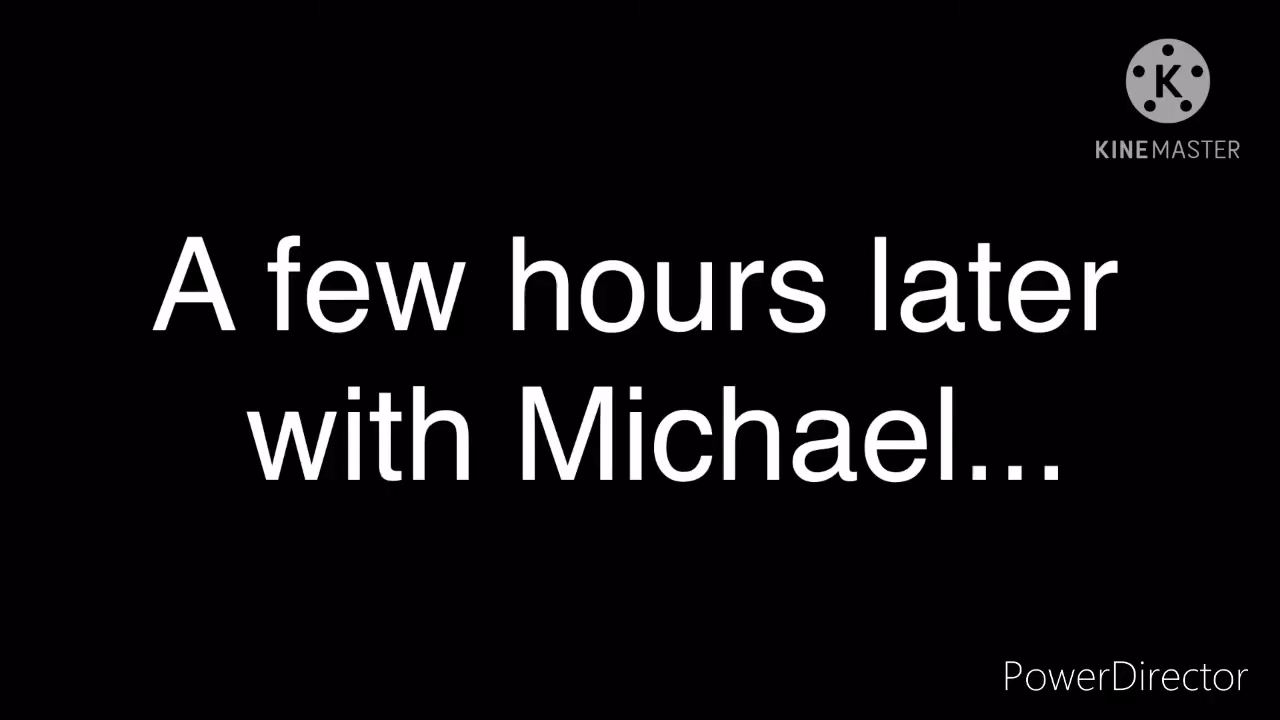 K
KINEMASTER
A few hours later
with Michael...
PowerDirector